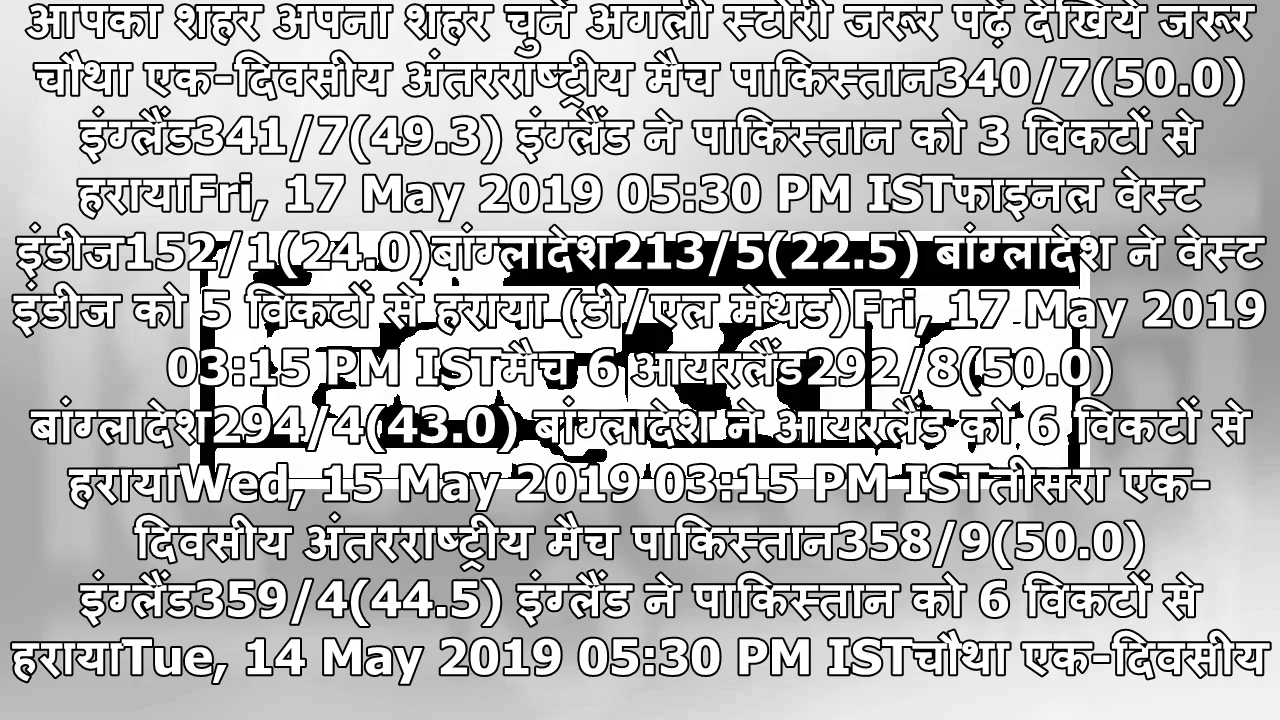 आपका शहर अपना शहर चुनें अगली स्टोरी जरूर पढ़ें देखिये जरूर
चौथा एक-दिवसीय अंतरराष्ट्रीय मैच पाकिस्तान340/7(50.0)
इंग्लैंड341/7(49.3) इंग्लैंड ने पाकिस्तान को 3 विकटों से
हरायाFri, 17 May 2019 05:30 PM ISTफाइनल वेस्ट
इंडीज152/1(24.0)बांग्लादेश213/5(22.5) बांग्लादेश ने वेस्ट
इंडीज को 5 विकटों से हराया (डी/एल मेथड)Fri, 17 May 2019
03:15 PM ISTमैच 6 आयरलैंड292/8(50.0)
बांग्लादेश294/4(43.0) बांग्लादेश ने आयरलैंड को 6 विकटों से
हरायाWed, 15 May 2019 03:15 PM ISTतीसरा एक-
दिवसीय अंतरराष्ट्रीय मैच पाकिस्तान358/9(50.0)
इंग्लैंड359/4(44.5) इंग्लैंड ने पाकिस्तान को 6 विकटों से
हरायाTue, 14 May 2019 05:30 PM ISTचौथा एक-दिवसीय